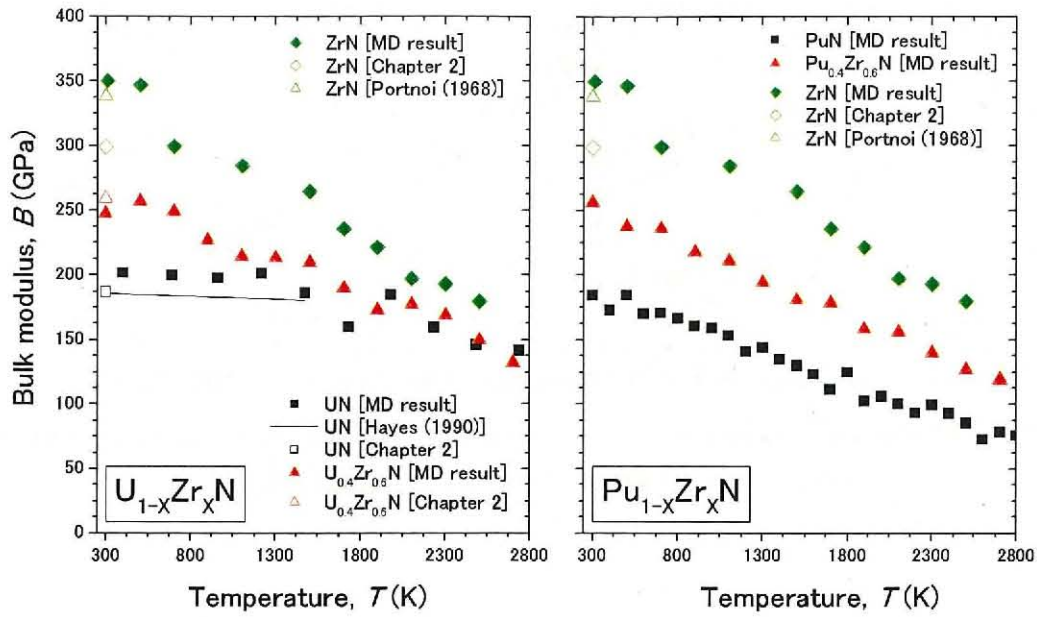 Bulk modulus, B (GPa)
400
350
300
250
200
150
100
50
0
ZrN [MD result]
ZrN [Chapter 2]
ZrN [Portnoi (1968)]
UN [MD result]
UN [Hayes (1990)]
UN [Chapter 2]
U0.4Zr0.6N [MD result]
U0.4Zr0.6N [Chapter 2]
U1-XZrXN
300 800 1300 1800 2300 2800
Temperature, T (K)
PuN [MD result]
Pu0.4Zr0.6N [MD result]
ZrN [MD result]
ZrN [Chapter 2]
ZrN [Portnoi (1968)]
Pu1-XZrXN
300 800 1300 1800 2300 2800
Temperature, T (K)